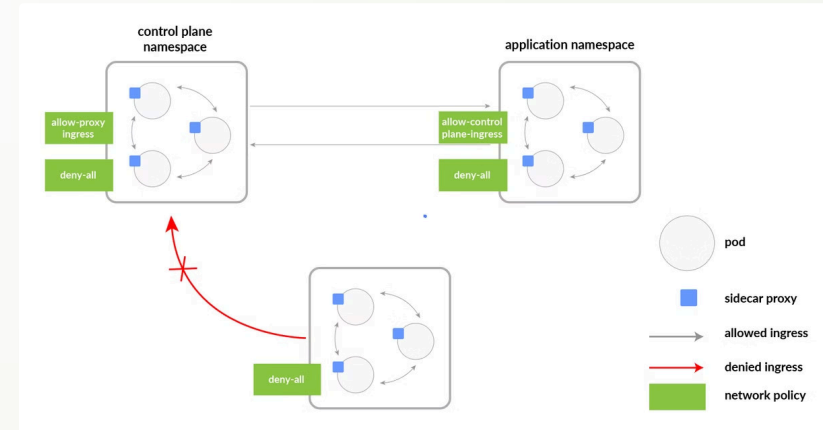 control plane
namespace
application namespace
allow-proxy
ingress
deny-all
allow-control
plane-ingress
deny-all
pod
sidecar proxy
allowed ingress
denied ingress
network policy
deny-all